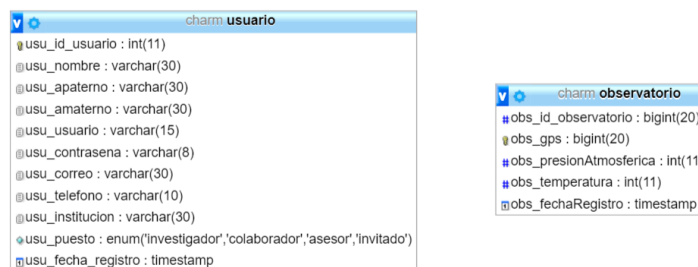 charm usuario
usu_id_usuario : int(11)
usu_nombre : varchar(30)
usu_apaterno : varchar(30)
usu_amaterno : varchar(30)
usu_usuario : varchar(15)
usu_contrasena : varchar(8)
usu_correo : varchar(30)
usu_telefono : varchar(10)
usu_institucion : varchar(30)
usu_puesto : enum('investigador','colaborador','asesor','invitado')
usu_fecha_registro : timestamp
charm observatorio
# obs_id_observatorio : bigint(20)
obs_gps : bigint(20)
# obs_presionAtmosferica : int(11
# obs_temperatura : int(11)
obs_fechaRegistro : timestamp